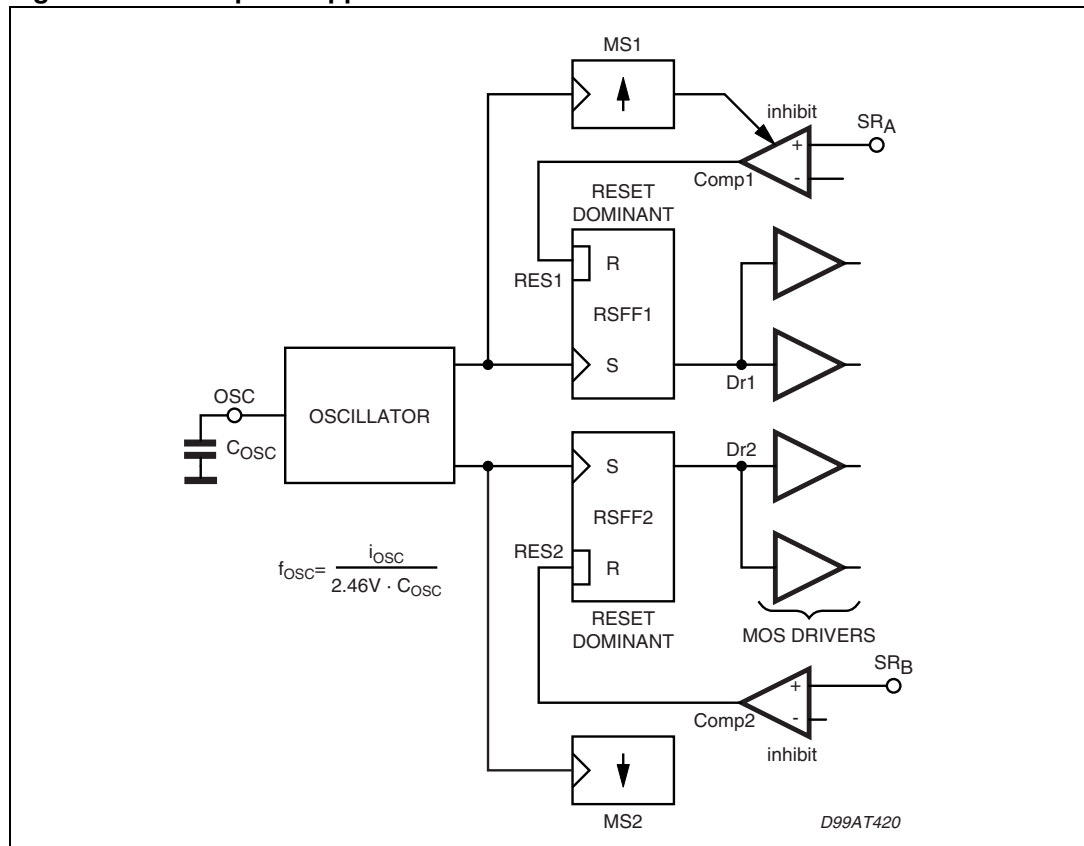 MS1
inhibit
SRA
+
-
Comp1
RESET
DOMINANT
R
RES1
RSFF1
S
Dr1
OSC
OSCILLATOR
COSC
Dr2
S
RSFF2
RES2
R
fOSC= iOSC
2.46V · COSC
RESET
DOMINANT
MOS DRIVERS
SRB
+
-
Comp2
inhibit
MS2
D99AT420